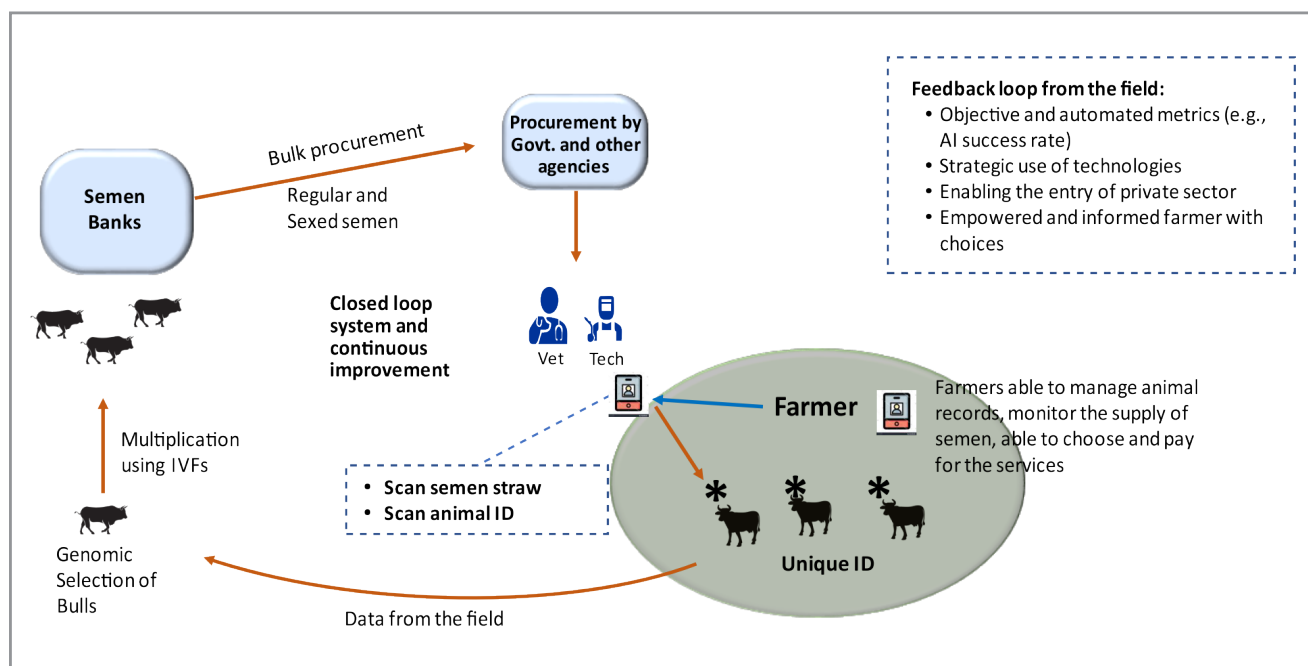 Feedback loop from the field:
• Objective and automated metrics (e.g.,
AI success rate)
• Strategic use of technologies
• Enabling the entry of private sector
• Empowered and informed farmer with
choices
Procurement by
Govt. and other
agencies
Bulk procurement
Regular and
Sexed semen
Semen
Banks
Closed loop
system and
continuous
improvement
Vet
Tech
Farmer
Farmers able to manage animal
records, monitor the supply of
semen, able to choose and pay
for the services
Multiplication
using IVFs
• Scan semen straw
• Scan animal ID
* * *
Unique ID
Genomic
Selection of
Bulls
Data from the field